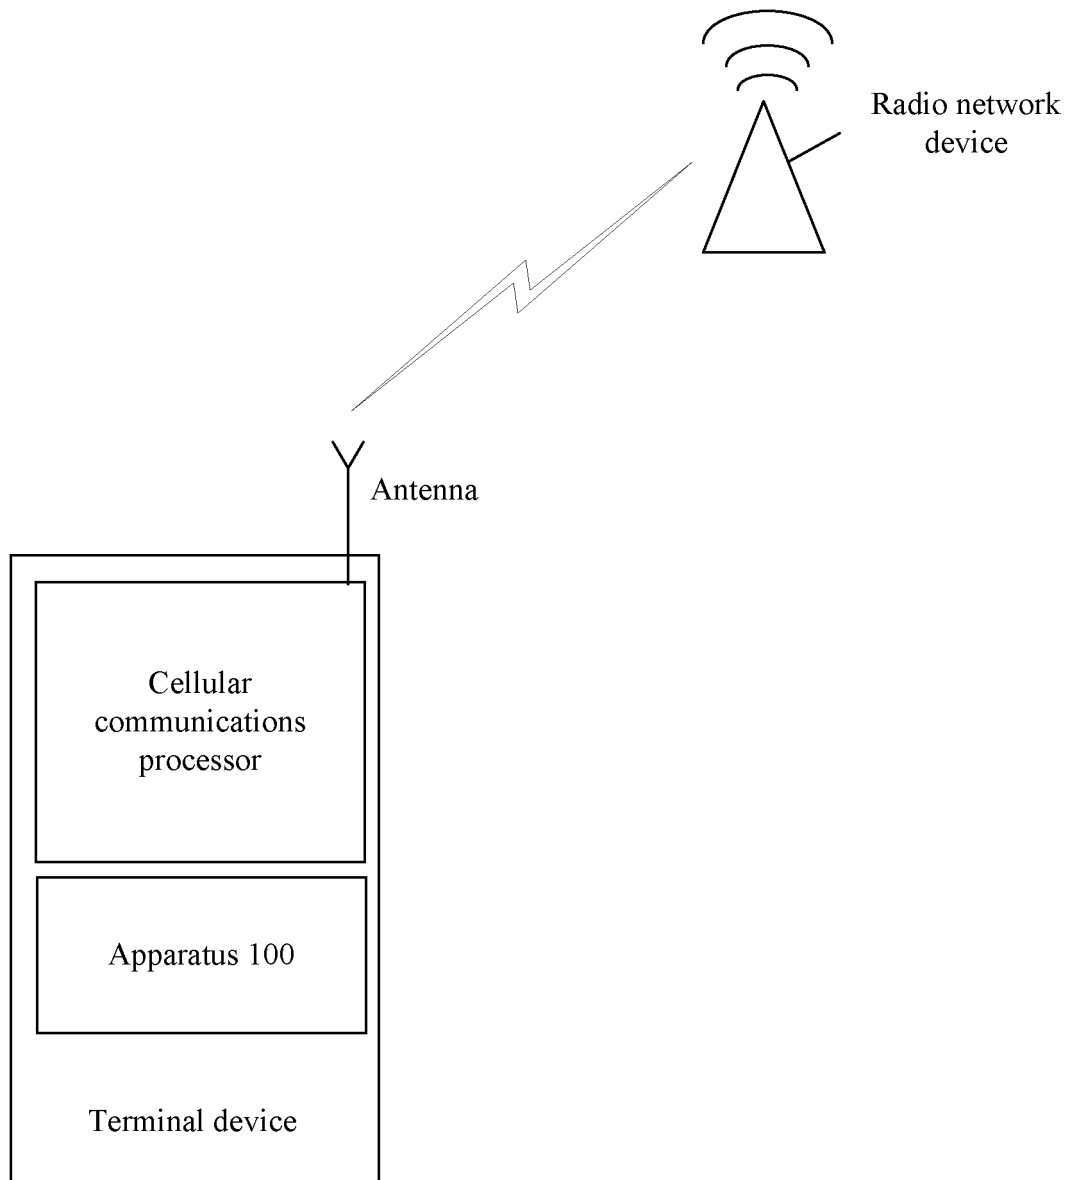 Radio network
device
Antenna
Cellular
communications
processor
Apparatus 100
Terminal device